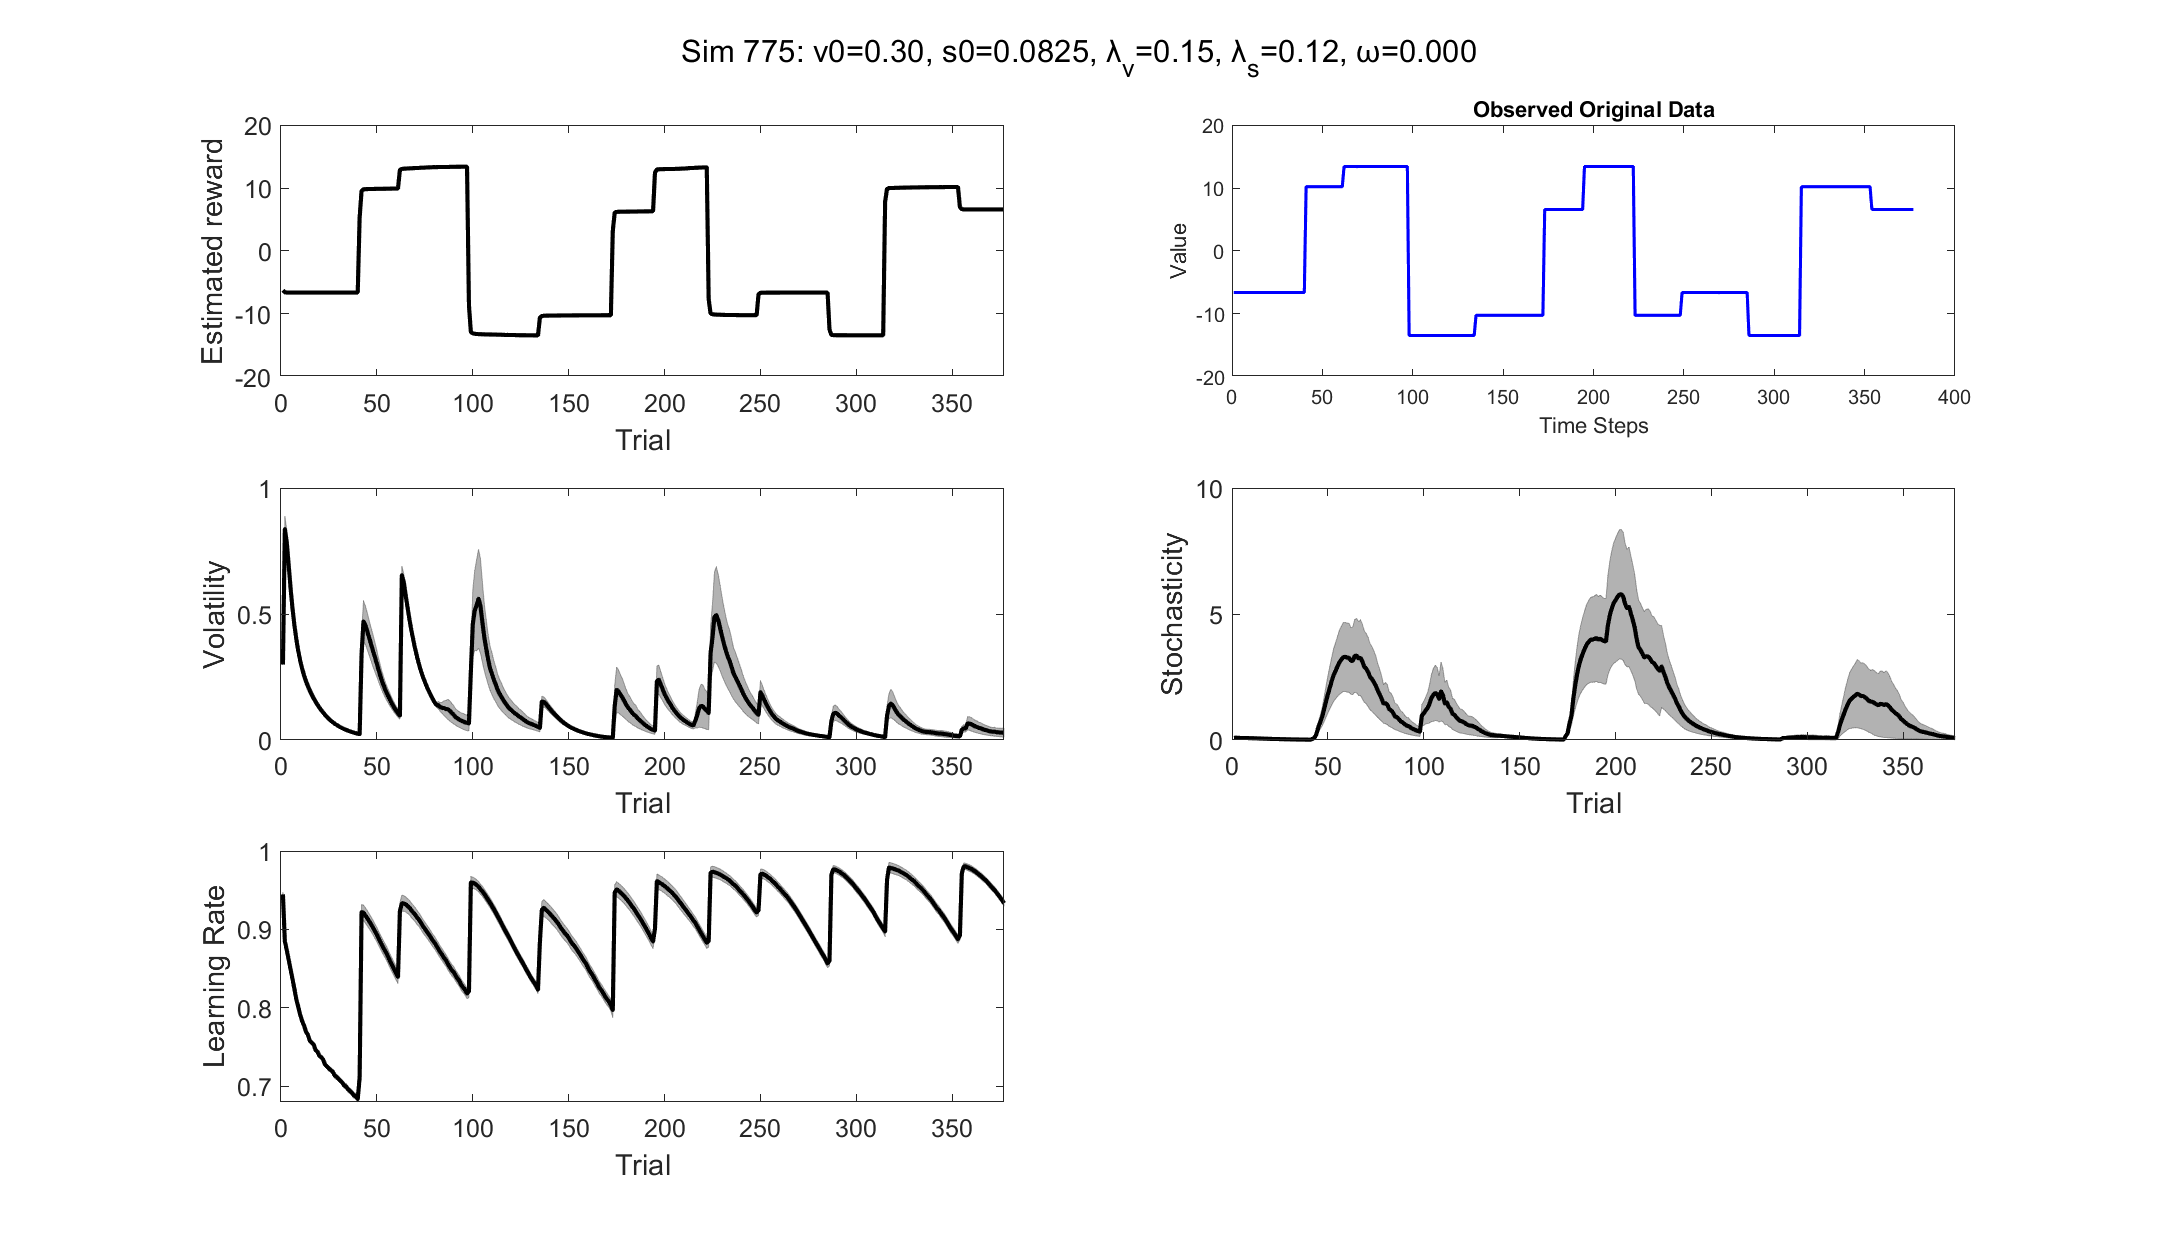 Sim 775: v0=0.30, s0=0.0825, λv=0.15, λs=0.12, ω=0.000
20
10
0
-10
-20
Estimated reward
0 50 100 150 200 250 300 350
Trial
Observed Original Data
20
10
0
-10
-20
Value
0 50 100 150 200 250 300 350 400
Time Steps
1
0.5
0
Volatility
0 50 100 150 200 250 300 350
Trial
10
5
0
Stochasticity
0 50 100 150 200 250 300 350
Trial
1
0.9
0.8
0.7
Learning Rate
0 50 100 150 200 250 300 350
Trial